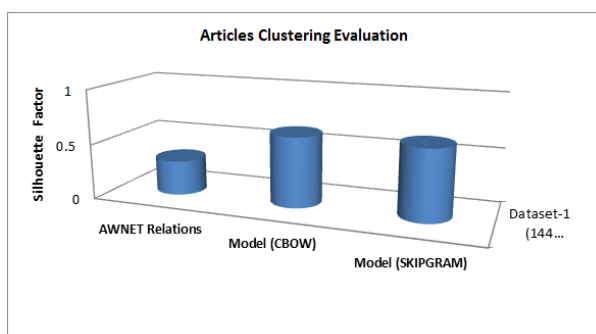 Articles Clustering Evaluation
Silhouette Factor
1
0.5
0
AWNET Relations
Model (CBOW)
Model (SKIPGRAM)
Dataset-1
(144...